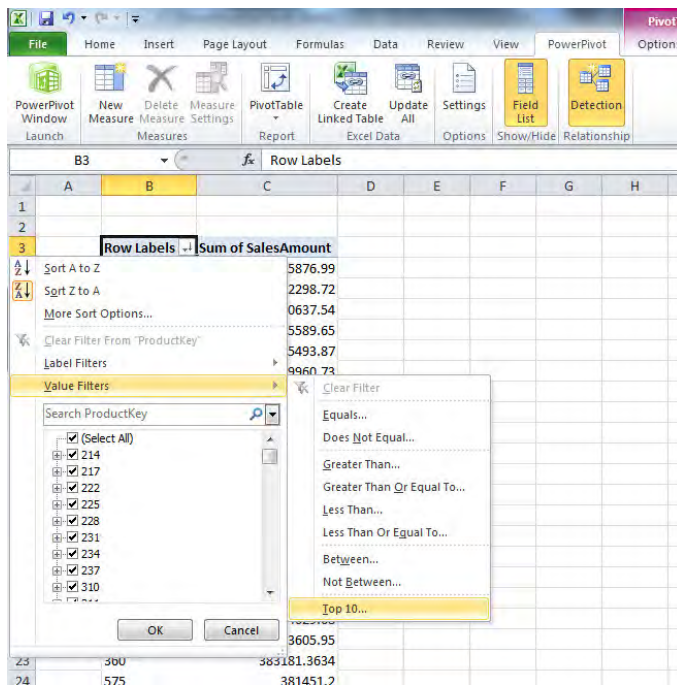 Pivot
File Home Insert Page Layout Formulas Data Review View PowerPivot Option
PowerPivot Window New Measure Delete Measure Measure Settings PivotTable Create Linked Table Update All Settings Field List Detection
Launch Measures Report Excel Data Options Show/Hide Relationship
B3 fx Row Labels
A B C D E F G H
1
2
3 Row Labels Sum of SalesAmount
Sort A to Z 5876.99
Sort Z to A 2298.72
More Sort Options... 0637.54
Clear Filter From "ProductKey" 5589.65
Label Filters 5493.87
9960.73
Value Filters
Clear Filter
Search ProductKey
Equals...
(Select All)
Does Not Equal...
214
217
Greater Than...
222
Greater Than Or Equal To...
225
Less Than...
228
231
Less Than Or Equal To...
234
Between...
237
Not Between...
310
Top 10...
OK Cancel
3605.95
23 360 383181.3634
24 575 381451.2